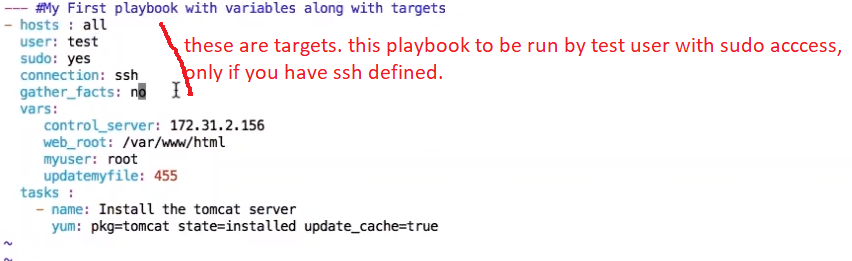 --- #My First playbook with variables along with targets
- hosts : all
user: test
these are targets. this playbook to be run by test user with sudo acccess,
sudo: yes
connection: ssh
only if you have ssh defined.
gather_facts: no
vars:
control_server: 172.31.2.156
web_root: /var/www/html
myuser: root
updatemyfile: 455
tasks :
- name: Install the tomcat server
yum: pkg=tomcat state=installed update_cache=true
~
~